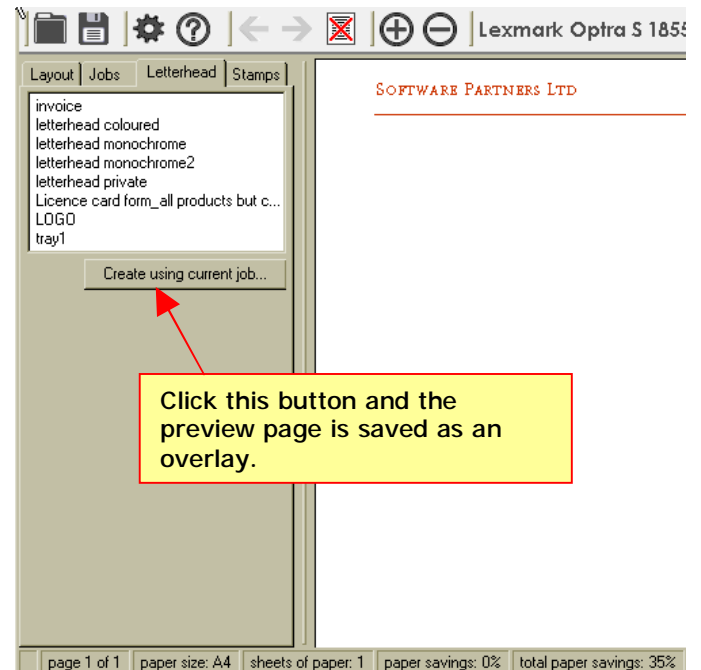 Lexmark Optra S 1855
Layout Jobs Letterhead Stamps
SOFTWARE PARTNERS LTD
invoice
letterhead coloured
letterhead monochrome
letterhead monochrome2
letterhead private
Licence card form_all products but c...
LOGO
tray1
Create using current job...
Click this button and the
preview page is saved as an
overlay.
page 1 of 1 paper size: A4 sheets of paper: 1 paper savings: 0% total paper savings: 35%